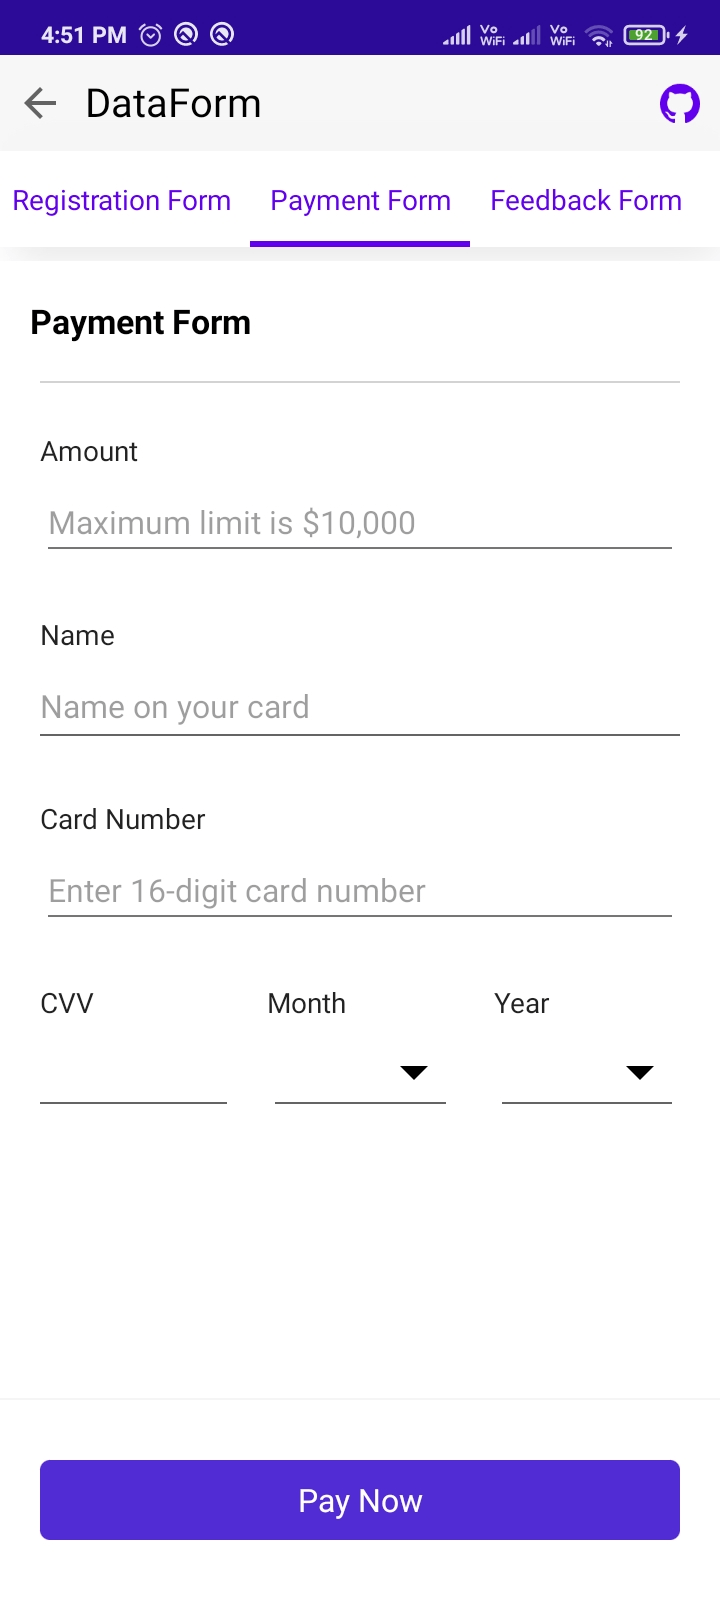 4:51 PM Vo WiFi Vo WiFi 92
DataForm
Registration Form Payment Form Feedback Form
Payment Form
Amount
Maximum limit is $10,000
Name
Name on your card
Card Number
Enter 16-digit card number
CVV Month Year
Pay Now